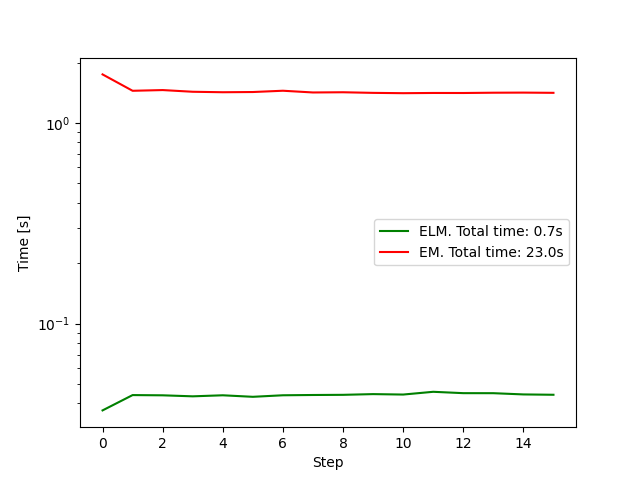 Time [s]
10⁰
10⁻¹
ELM. Total time: 0.7s
EM. Total time: 23.0s
0 2 4 6 8 10 12 14
Step